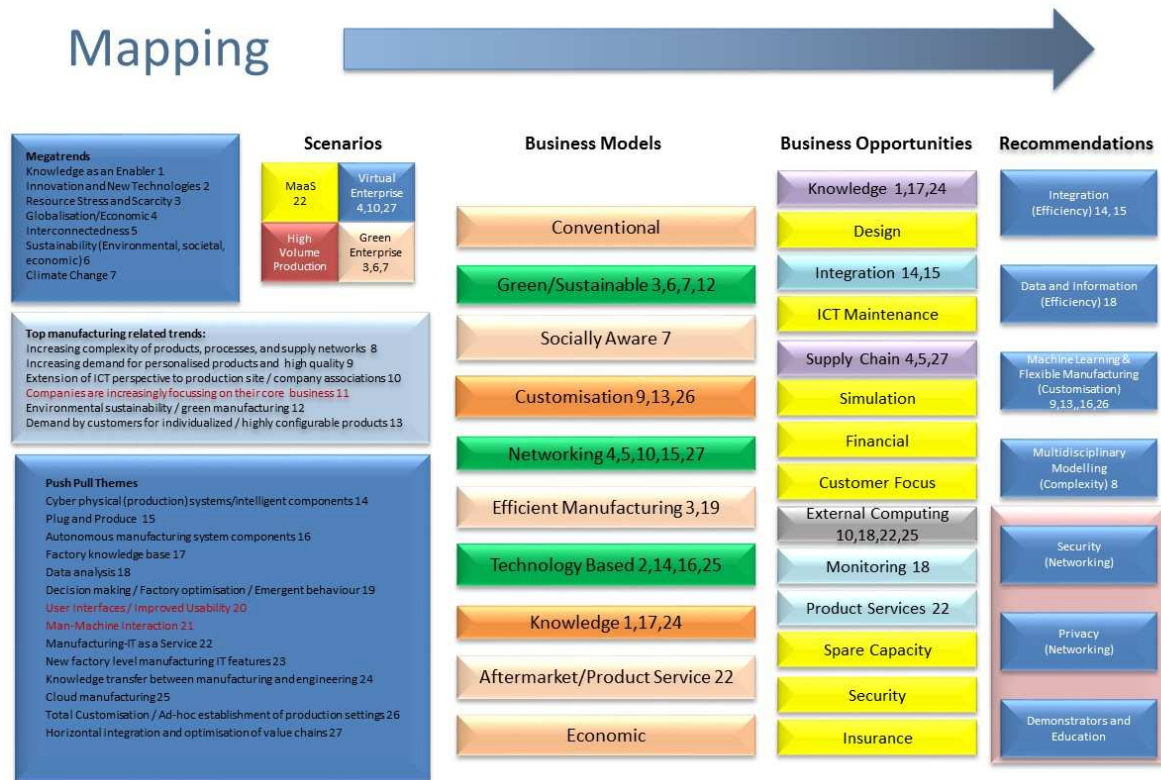 Mapping
Megatrends
Knowledge as an Enabler 1
Innovation and New Technologies 2
Resource Stress and Scarcity 3
Globalisation/Economic 4
Interconnectedness 5
Sustainability (Environmental, societal,
economic) 6
Climate Change 7
Top manufacturing related trends:
Increasing complexity of products, processes, and supply networks 8
Increasing demand for personalised products and high quality 9
Extension of ICT perspective to production site / company associations 10
Companies are increasingly focussing on their core business 11
Environmental sustainability / green manufacturing 12
Demand by customers for individualized / highly configurable products 13
Push Pull Themes
Cyber physical (production) systems/intelligent components 14
Plug and Produce 15
Autonomous manufacturing system components 16
Factory knowledge base 17
Data analysis 18
Decision making / Factory optimisation / Emergent behaviour 19
User Interfaces / Improved Usability 20
Man-Machine Interaction 21
Manufacturing-IT as a Service 22
New factory level manufacturing IT features 23
Knowledge transfer between manufacturing and engineering 24
Cloud manufacturing 25
Total Customisation / Ad-hoc establishment of production settings 26
Horizontal Integration and optimisation of value chains 27
Scenarios
MaaS
22
Virtual
Enterprise
4,10,27
High
Volume
Production
Green
Enterprise
3,6,7
Business Models
Conventional
Green/Sustainable 3,6,7,12
Socially Aware 7
Customisation 9,13,26
Networking 4,5,10,15,27
Efficient Manufacturing 3,19
Technology Based 2,14,16,25
Knowledge 1,17,24
Aftermarket/Product Service 22
Economic
Business Opportunities
Knowledge 1,17,24
Design
Integration 14,15
ICT Maintenance
Supply Chain 4,5,27
Simulation
Financial
Customer Focus
External Computing
10,18,22,25
Monitoring 18
Product Services 22
Spare Capacity
Security
Insurance
Recommendations
Integration
(Efficiency) 14, 15
Data and Information
(Efficiency) 18
Machine Learning &
Flexible Manufacturing
(Customisation)
9,13,,16,26
Multidisciplinary
Modelling
(Complexity) 8
Security
(Networking)
Privacy
(Networking)
Demonstrators and
Education